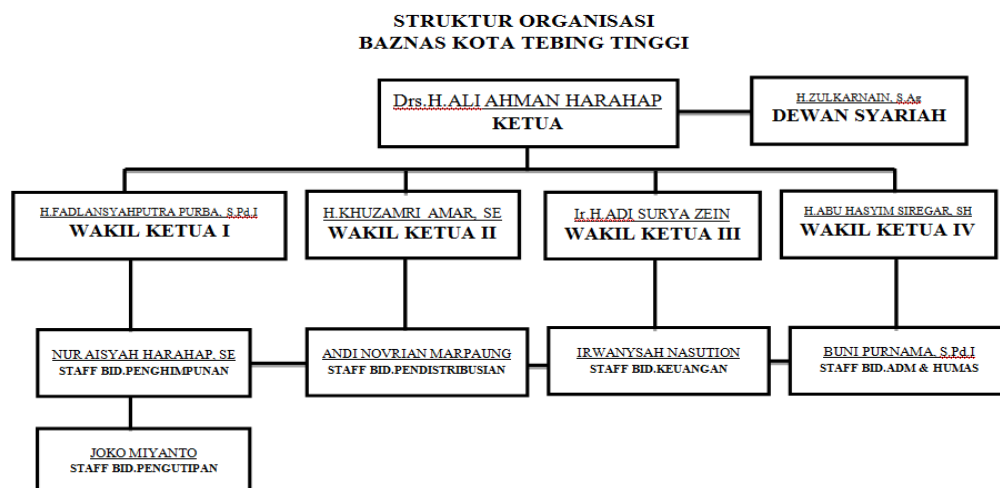 STRUKTUR ORGANISASI
BAZNAS KOTA TEBING TINGGI
Drs.H.ALI AHMAN HARAHAP
KETUA
H.ZULKARNAIN, S.Ag
DEWAN SYARIAH
H.FADLANSYAHPUTRA PURBA, S.Pd.I
WAKIL KETUA I
H.KHUZAMRI AMAR, SE
WAKIL KETUA II
Ir.H.ADI SURYA ZEIN
WAKIL KETUA III
H.ABU HASYIM SIREGAR, SH
WAKIL KETUA IV
NUR AISYAH HARAHAP, SE
STAFF BID.PENGHIMPUNAN
ANDI NOVRIAN MARPAUNG
STAFF BID.PENDISTRIBUSIAN
IRWANYSAH NASUTION
STAFF BID.KEUANGAN
BUNI PURNAMA, S.Pd.I
STAFF BID.ADM & HUMAS
JOKO MIYANTO
STAFF BID.PENGUTIPAN